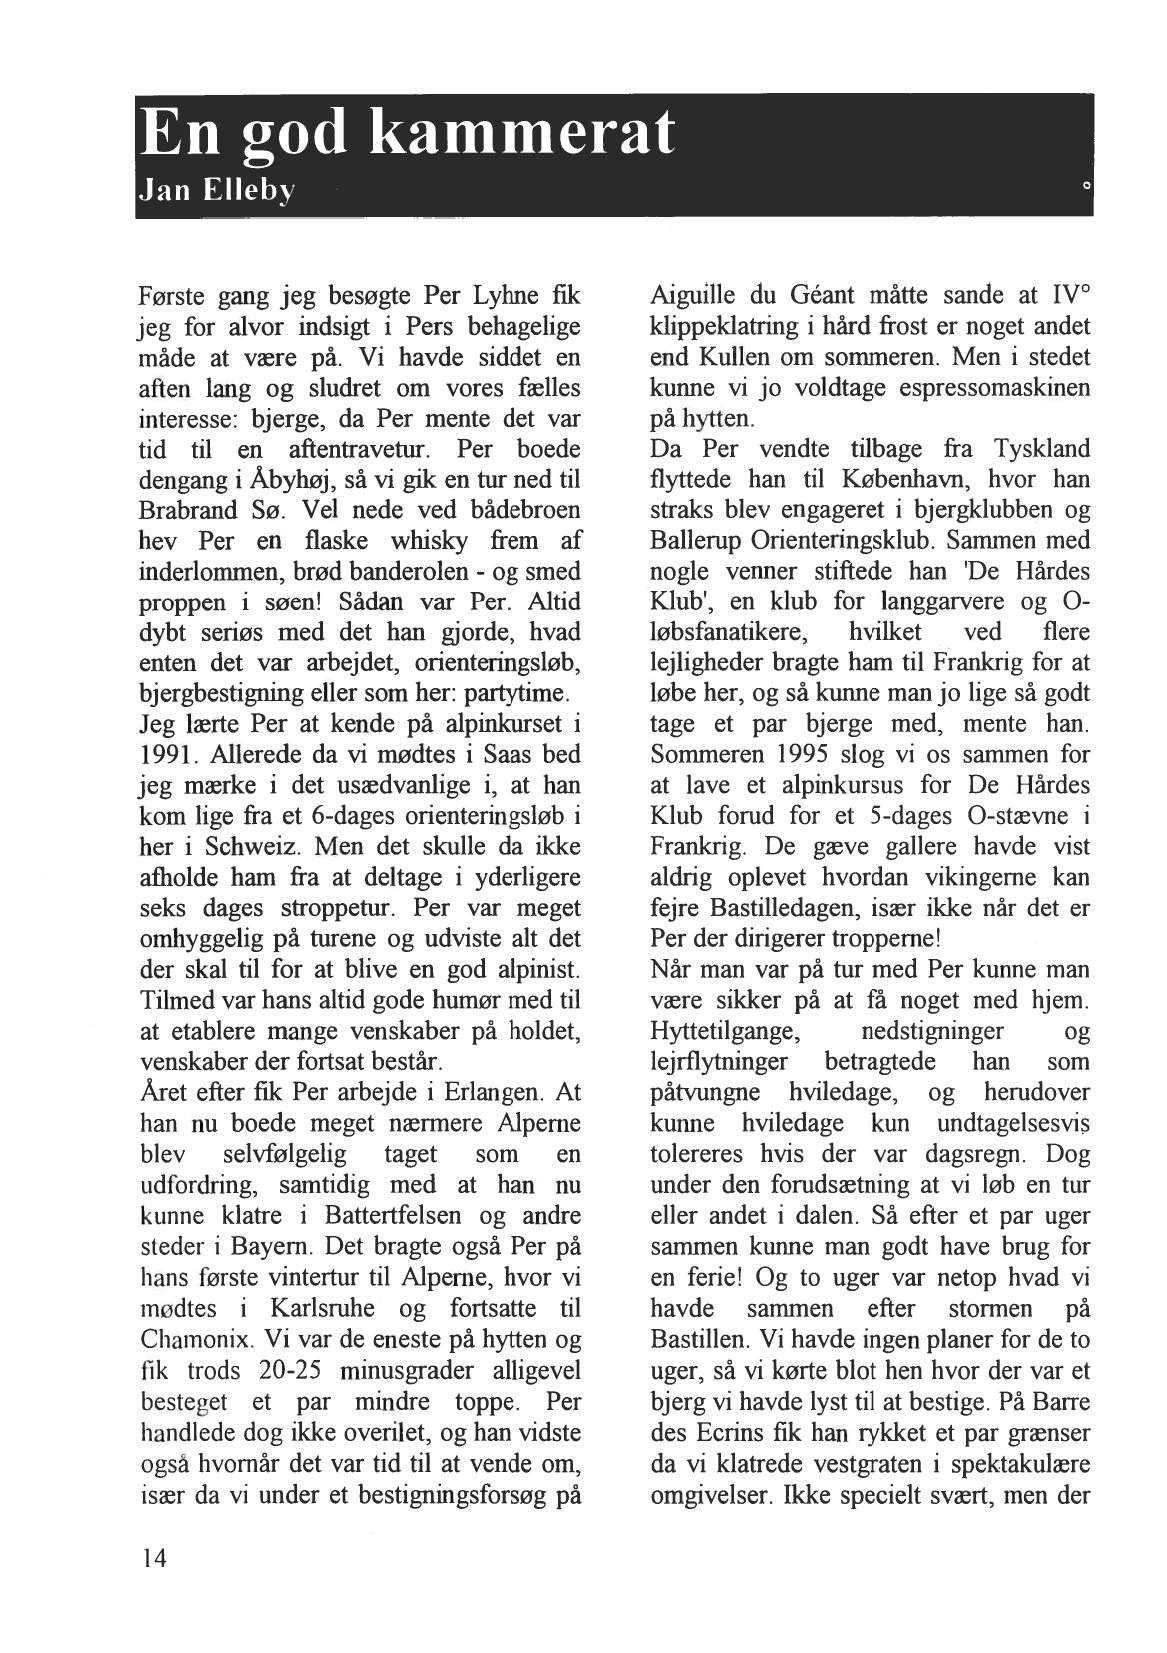 En god kammerat
Jan Elleby
Første gang jeg besøgte Per Lyhne fik
jeg for alvor indsigt i Pers behagelige
måde at være på. Vi havde siddet en
aften lang og sludret om vores fælles
interesse: bjerge, da Per mente det var
tid til en aftentravetur. Per boede
dengang i Åbyhøj, så vi gik en tur ned til
Brabrand Sø. Vel nede ved bådebroen
hev Per en flaske whisky frem af
inderlommen, brød banderolen - og smed
proppen i søen! Sådan var Per. Altid
dybt seriøs med det han gjorde, hvad
enten det var arbejdet, orienteringsløb,
bjergbestigning eller som her: partytime.
Jeg lærte Per at kende på alpinkurset i
1991. Allerede da vi mødtes i Saas bed
jeg mærke i det usædvanlige i, at han
kom lige fra et 6-dages orienteringsløb i
her i Schweiz. Men det skulle da ikke
afholde ham fra at deltage i yderligere
seks dages stroppetur. Per var meget
omhyggelig på turene og udviste alt det
der skal til for at blive en god alpinist.
Tilmed var hans altid gode humør med til
at etablere mange venskaber på holdet,
venskaber der fortsat består.
Året efter fik Per arbejde i Erlangen. At
han nu boede meget nærmere Alperne
blev selvfølgelig taget som en
udfordring, samtidig med at han nu
kunne klatre i Battertfelsen og andre
steder i Bayern. Det bragte også Per på
hans første vintertur til Alperne, hvor vi
mødtes i Karlsruhe og fortsatte til
Chamonix. Vi var de eneste på hytten og
fik trods 20-25 minusgrader alligevel
besteget et par mindre toppe. Per
handlede dog ikke overilet, og han vidste
også hvornår det var tid til at vende om,
især da vi under et bestigningsforsøg på
Aiguille du Géant måtte sande at IV°
klippeklatring i hård frost er noget andet
end Kullen om sommeren. Men i stedet
kunne vi jo voldtage espressomaskinen
på hytten.
Da Per vendte tilbage fra Tyskland
flyttede han til København, hvor han
straks blev engageret i bjergklubben og
Ballerup Orienteringsklub. Sammen med
nogle venner stiftede han 'De Hårdes
Klub', en klub for langgarvere og O-
løbsfanatikere, hvilket ved flere
lejligheder bragte ham til Frankrig for at
løbe her, og så kunne man jo lige så godt
tage et par bjerge med, mente han.
Sommeren 1995 slog vi os sammen for
at lave et alpinkursus for De Hårdes
Klub forud for et 5-dages O-stævne i
Frankrig. De gæve gallere havde vist
aldrig oplevet hvordan vikingerne kan
fejre Bastilledagen, især ikke når det er
Per der dirigerer tropperne!
Når man var på tur med Per kunne man
være sikker på at få noget med hjem.
Hyttetilgange, nedstigninger og
lejrflytninger betragtede han som
påtvungne hviledage, og herudover
kunne hviledage kun undtagelsesvis
tolereres hvis der var dagsregn. Dog
under den forudsætning at vi løb en tur
eller andet i dalen. Så efter et par uger
sammen kunne man godt have brug for
en ferie! Og to uger var netop hvad vi
havde sammen efter stormen på
Bastillen. Vi havde ingen planer for de to
uger, så vi kørte blot hen hvor der var et
bjerg vi havde lyst til at bestige. På Barre
des Ecrins fik han rykket et par grænser
da vi klatrede vestgraten i spektakulære
omgivelser. Ikke specielt svært, men der
14